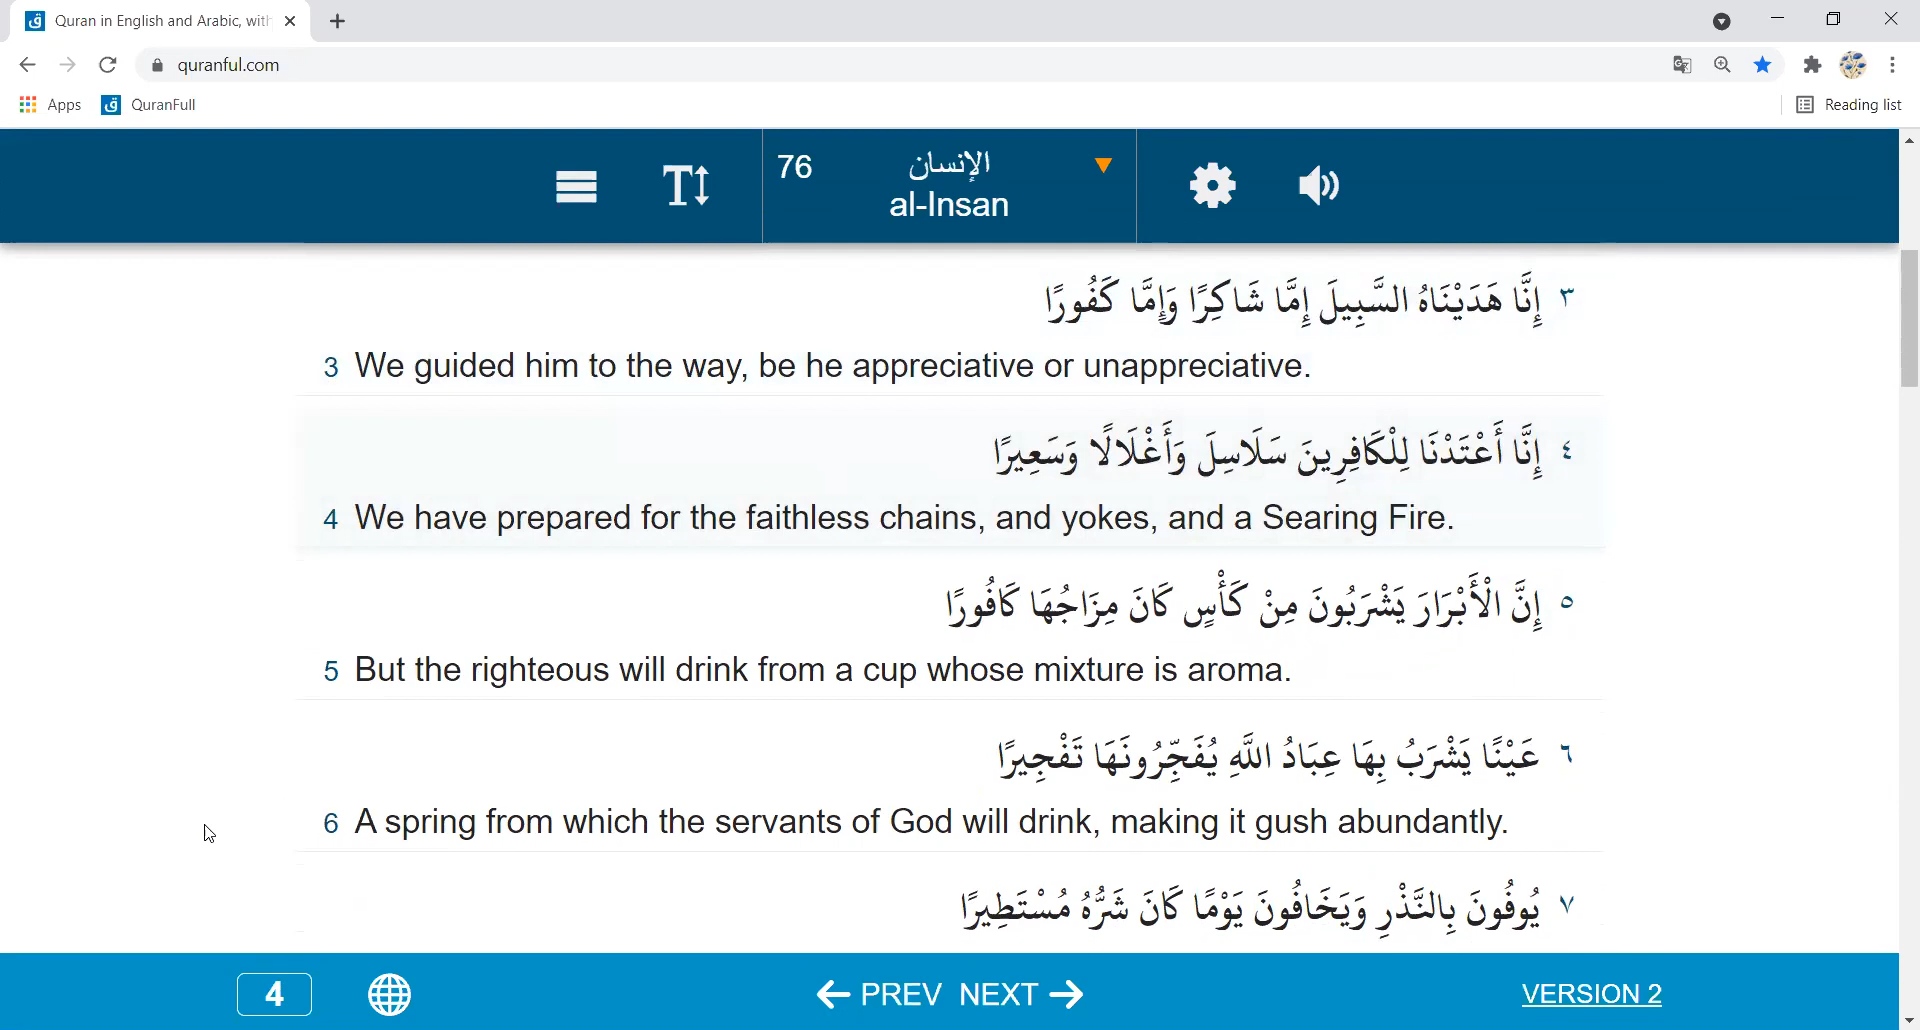 Quran in English and Arabic, with
quranful.com
Apps
QuranFull
Reading list
76
الإنسان
al-Insan
٣ إِنَّا هَدَيْنَاهُ السَّبِيلَ إِمَّا شَاكِرًا وَإِمَّا كَفُورًا
3 We guided him to the way, be he appreciative or unappreciative.
٤ إِنَّا أَعْتَدْنَا لِلْكَافِرِينَ سَلَاسِلَ وَأَغْلَالًا وَسَعِيرًا
4 We have prepared for the faithless chains, and yokes, and a Searing Fire.
٥ إِنَّ الْأَبْرَارَ يَشْرَبُونَ مِنْ كَأْسٍ كَانَ مِزَاجُهَا كَافُورًا
5 But the righteous will drink from a cup whose mixture is aroma.
٦ عَيْنًا يَشْرَبُ بِهَا عِبَادُ اللَّهِ يُفَجِّرُونَهَا تَفْجِيرًا
6 A spring from which the servants of God will drink, making it gush abundantly.
٧ يُوفُونَ بِالنَّذْرِ وَيَخَافُونَ يَوْمًا كَانَ شَرُّهُ مُسْتَطِيرًا
4
PREV NEXT
VERSION 2